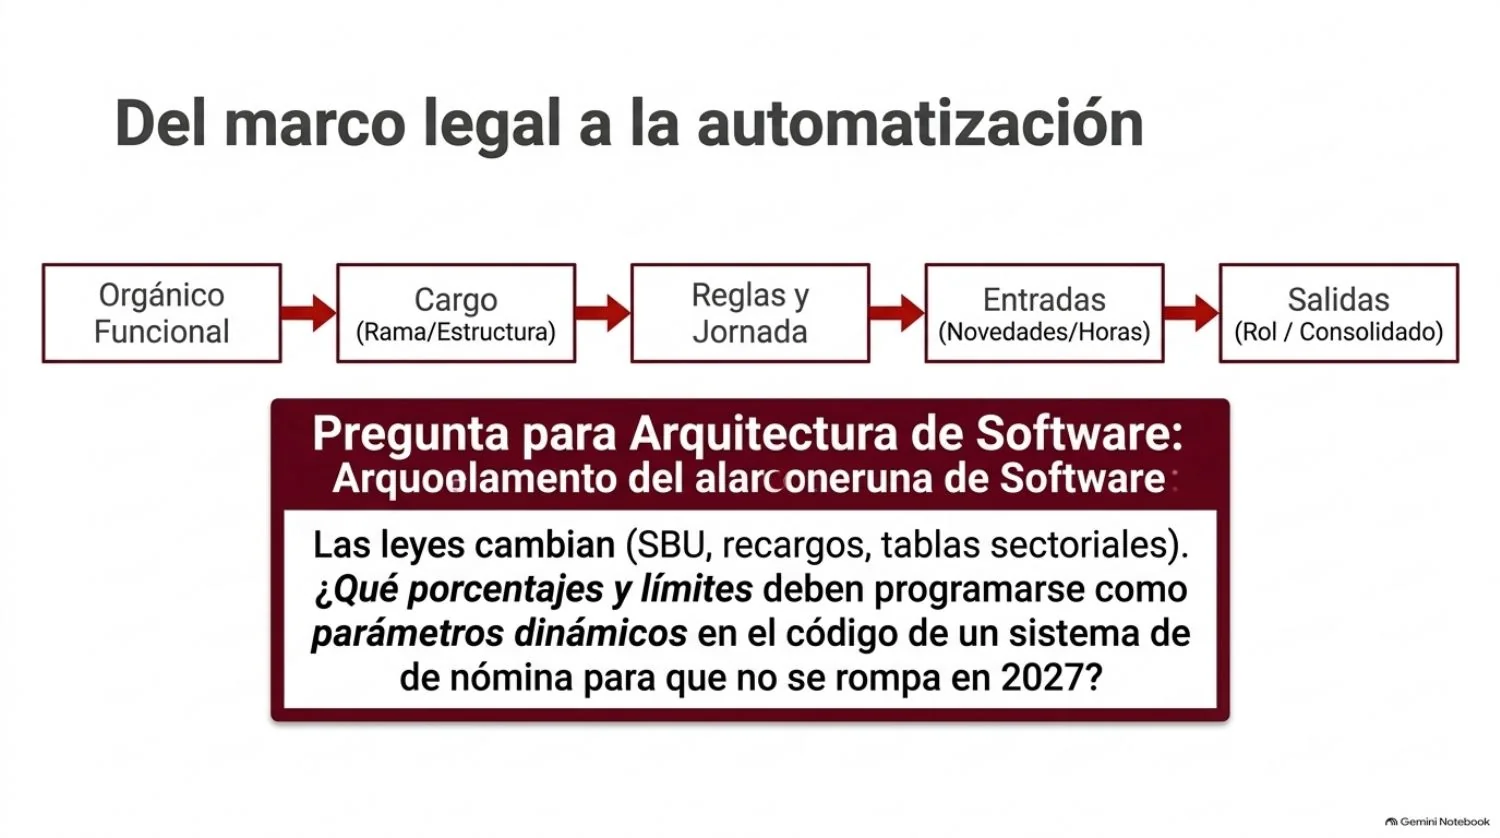 Del marco legal a la automatización
Orgánico
Funcional
Cargo
(Rama/Estructura)
Reglas y
Jornada
Entradas
(Novedades/Horas)
Salidas
(Rol / Consolidado)
Pregunta para Arquitectura de Software:
del de Software
Las leyes cambian (SBU, recargos, tablas sectoriales).
¿Qué porcentajes y límites deben programarse como
parámetros dinámicos en el código de un sistema de
de nómina para que no se rompa en 2027?
Gemini Notebook